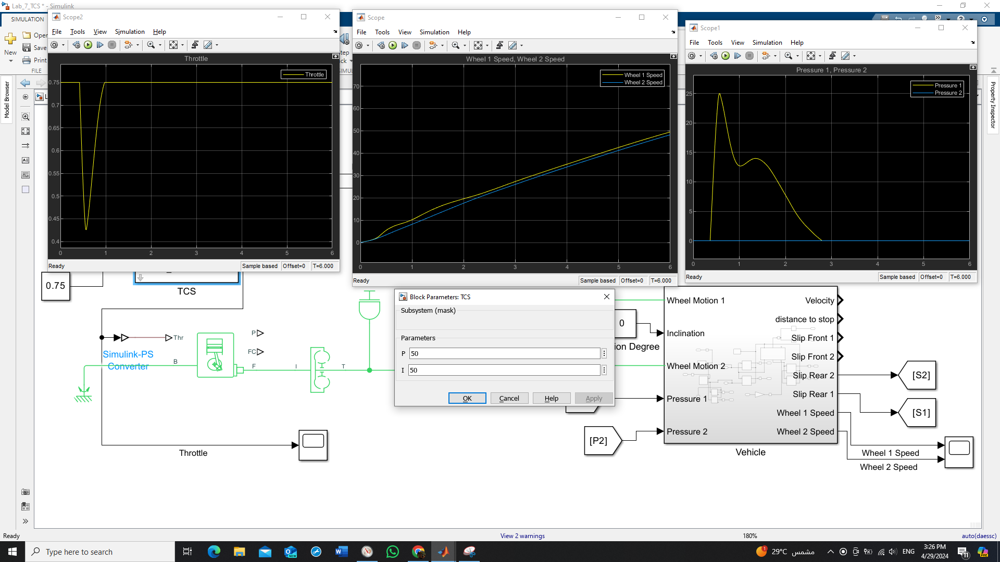 Lab_7_TCS * - Simulink
SIMULATION
New
Open
Save
Print
FILE
Scope2
File Tools View Simulation Help
Throttle
Throttle
0.75
0.7
0.65
0.6
0.55
0.5
0.45
0.4
0 1 2 3 4 5 6
Ready
Sample based Offset=0 T=6.000
Scope
File Tools View Simulation Help
Wheel 1 Speed, Wheel 2 Speed
Wheel 1 Speed
Wheel 2 Speed
70
60
50
40
30
20
10
0
0 1 2 3 4 5 6
Ready
Sample based Offset=0 T=6.000
Scope1
File Tools View Simulation Help
Pressure 1, Pressure 2
Pressure 1
Pressure 2
25
20
15
10
5
0
0 1 2 3 4 5 6
Ready
Sample based Offset=0 T=6.000
Model Browser
Property Inspector
0.75
TCS
Thr
Simulink-PS
Converter
B
P
FC
F
I
T
Throttle
Block Parameters: TCS
Subsystem (mask)
Parameters
P 50
I 50
OK Cancel Help Apply
0
ion Degree
[P2]
Wheel Motion 1
Inclination
Wheel Motion 2
Pressure 1
Pressure 2
Velocity
distance to stop
Slip Front 1
Slip Front 2
Slip Rear 2
Slip Rear 1
Wheel 1 Speed
Wheel 2 Speed
Vehicle
[S2]
[S1]
Wheel 1 Speed
Wheel 2 Speed
Ready
View 2 warnings
180%
auto(daessc)
Type here to search
29°C مشمس
ENG
3:26 PM
4/29/2024
11